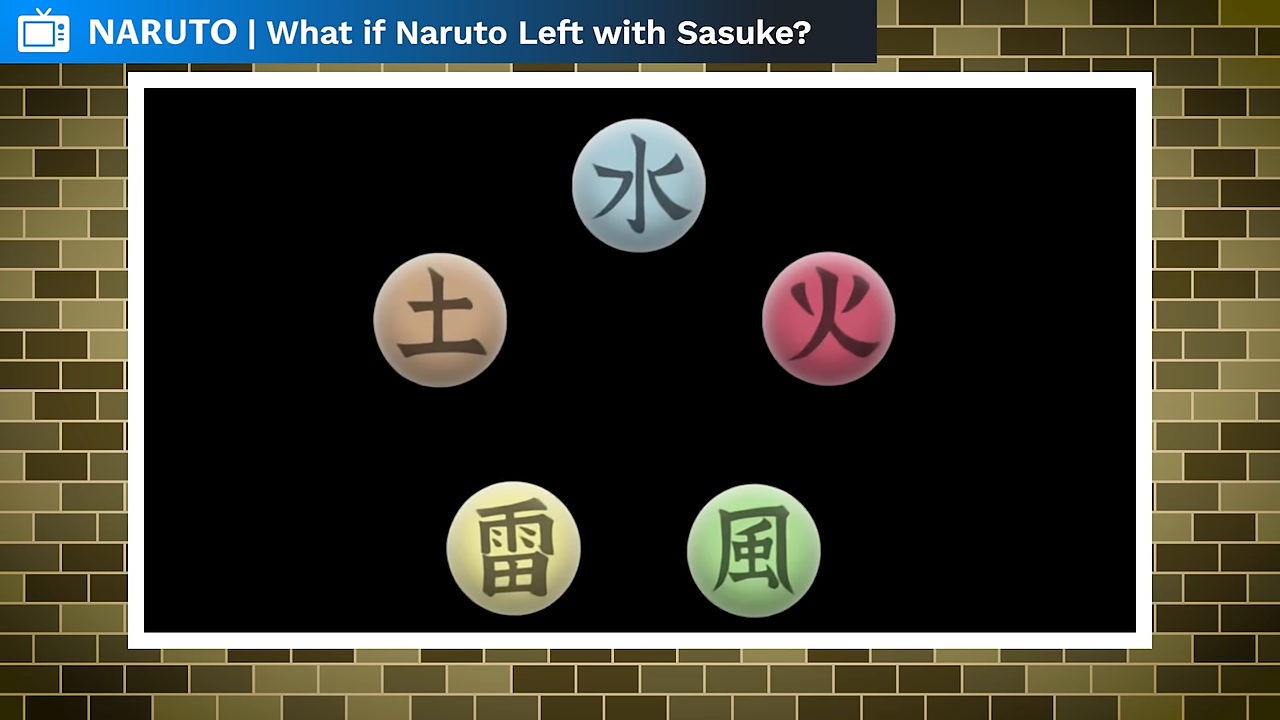 NARUTO | What if Naruto Left with Sasuke?
水
土
火
雷
風